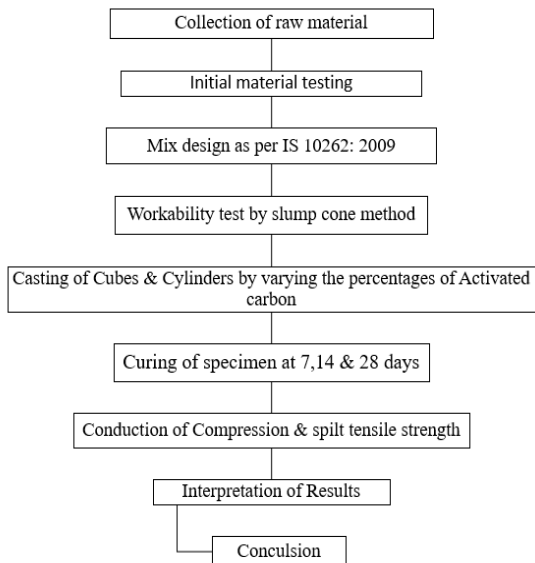 Collection of raw material
Initial material testing
Mix design as per IS 10262: 2009
Workability test by slump cone method
Casting of Cubes & Cylinders by varying the percentages of Activated
carbon
Curing of specimen at 7,14 & 28 days
Conduction of Compression & spilt tensile strength
Interpretation of Results
Conculsion